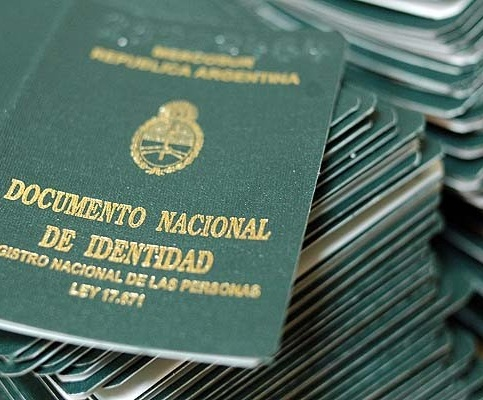 MERCOSUR
REPUBLICA ARGENTINA
DOCUMENTO NACIONAL
DE IDENTIDAD
GISTRO NACIONAL DE LAS PERSONAS
LEY 17.671